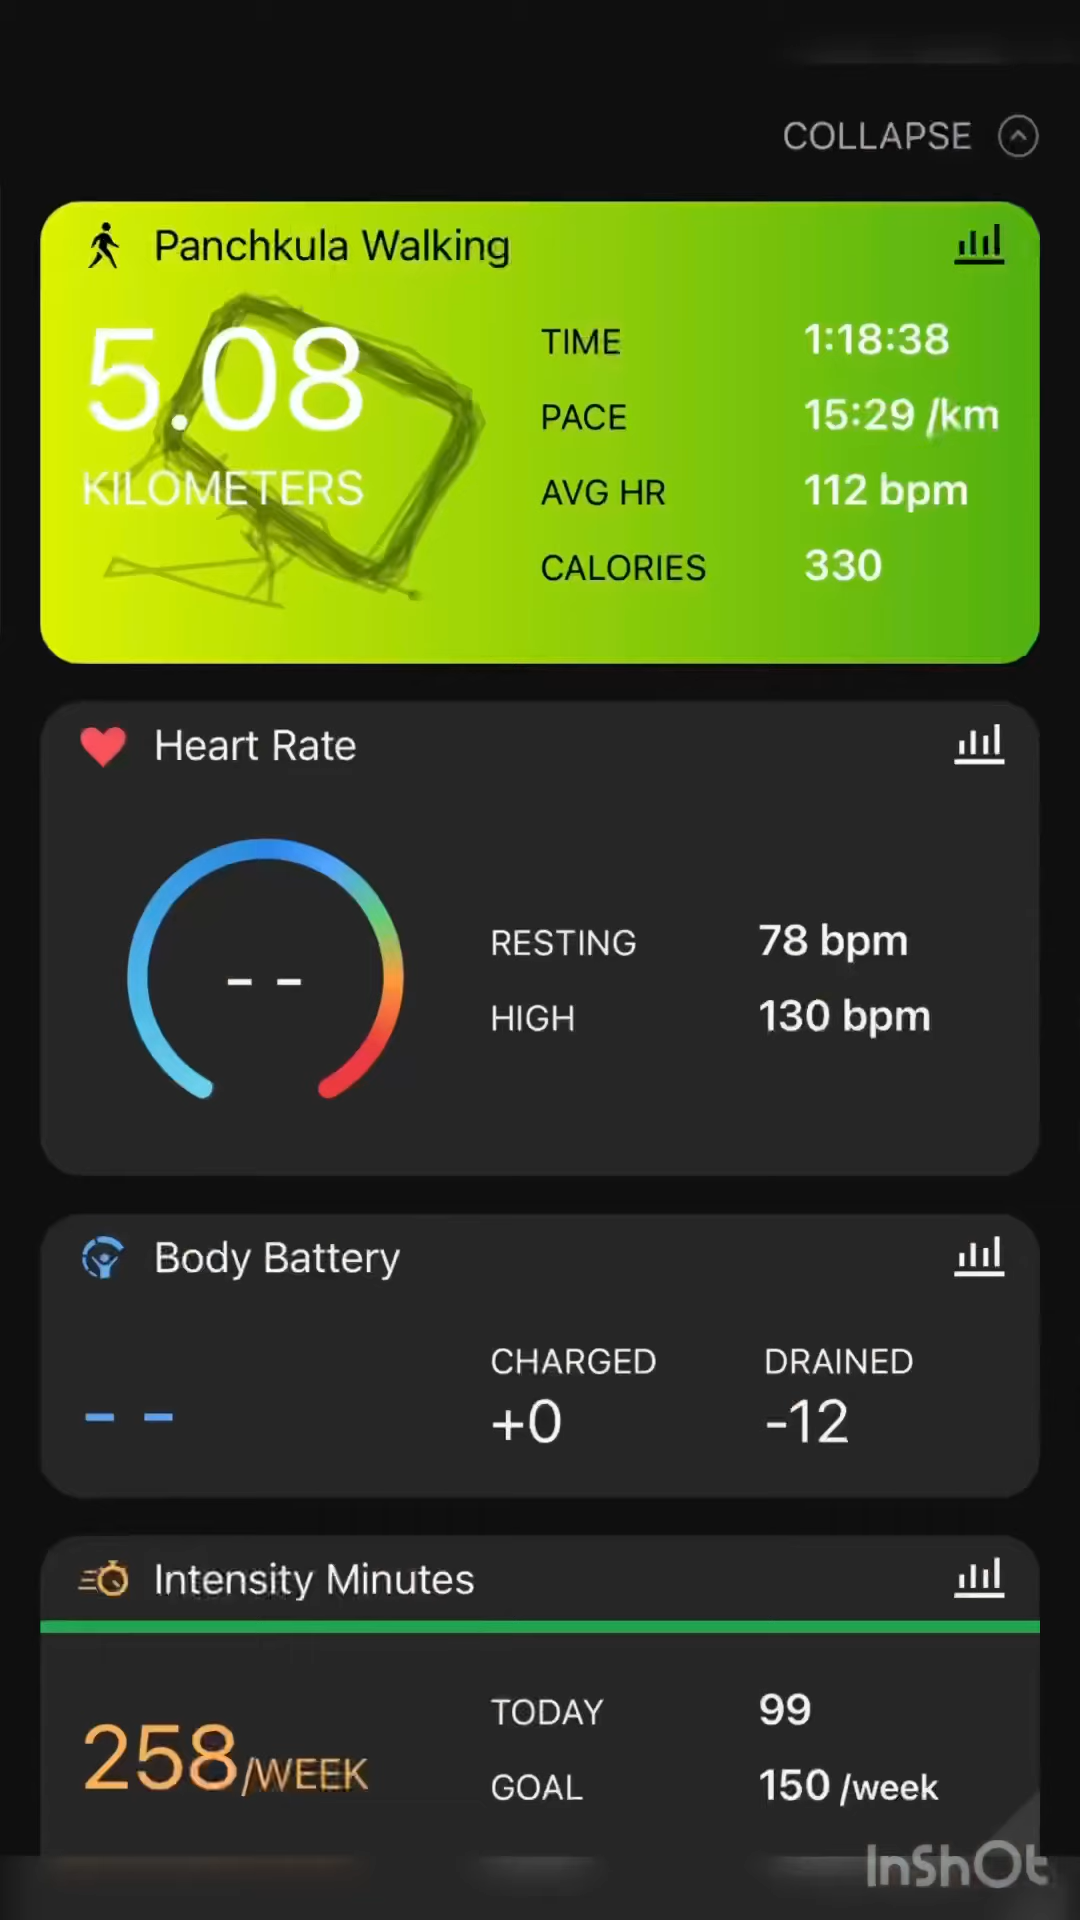 COLLAPSE
Panchkula Walking
5.08
KILOMETERS
TIME 1:18:38
PACE 15:29 /km
AVG HR 112 bpm
CALORIES 330
Heart Rate
- -
RESTING 78 bpm
HIGH 130 bpm
Body Battery
- -
CHARGED DRAINED
+0 -12
Intensity Minutes
258/WEEK
TODAY 99
GOAL 150 /week
InShOt